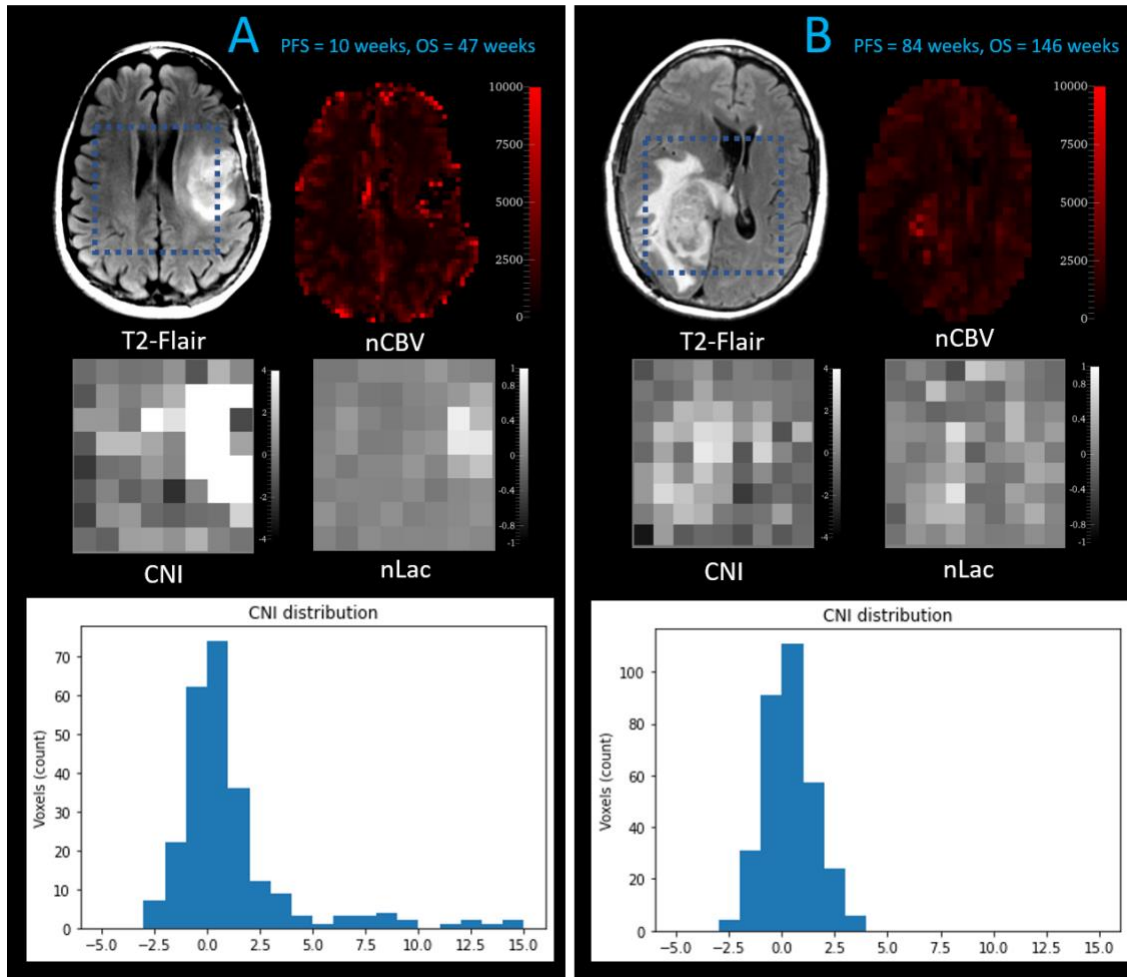 A
PFS = 10 weeks, OS = 47 weeks
10000
7500
5000
2500
0
T2-Flair
nCBV
4
2
0
-2
-4
1
0.8
0.4
0
-0.4
-0.8
-1
CNI
nLac
CNI distribution
Voxels (count)
70
60
50
40
30
20
10
0
−5.0 −2.5 0.0 2.5 5.0 7.5 10.0 12.5 15.0
B
PFS = 84 weeks, OS = 146 weeks
10000
7500
5000
2500
0
T2-Flair
nCBV
4
2
0
-2
-4
1
0.8
0.4
0
-0.4
-0.8
-1
CNI
nLac
CNI distribution
Voxels (count)
100
80
60
40
20
0
−5.0 −2.5 0.0 2.5 5.0 7.5 10.0 12.5 15.0